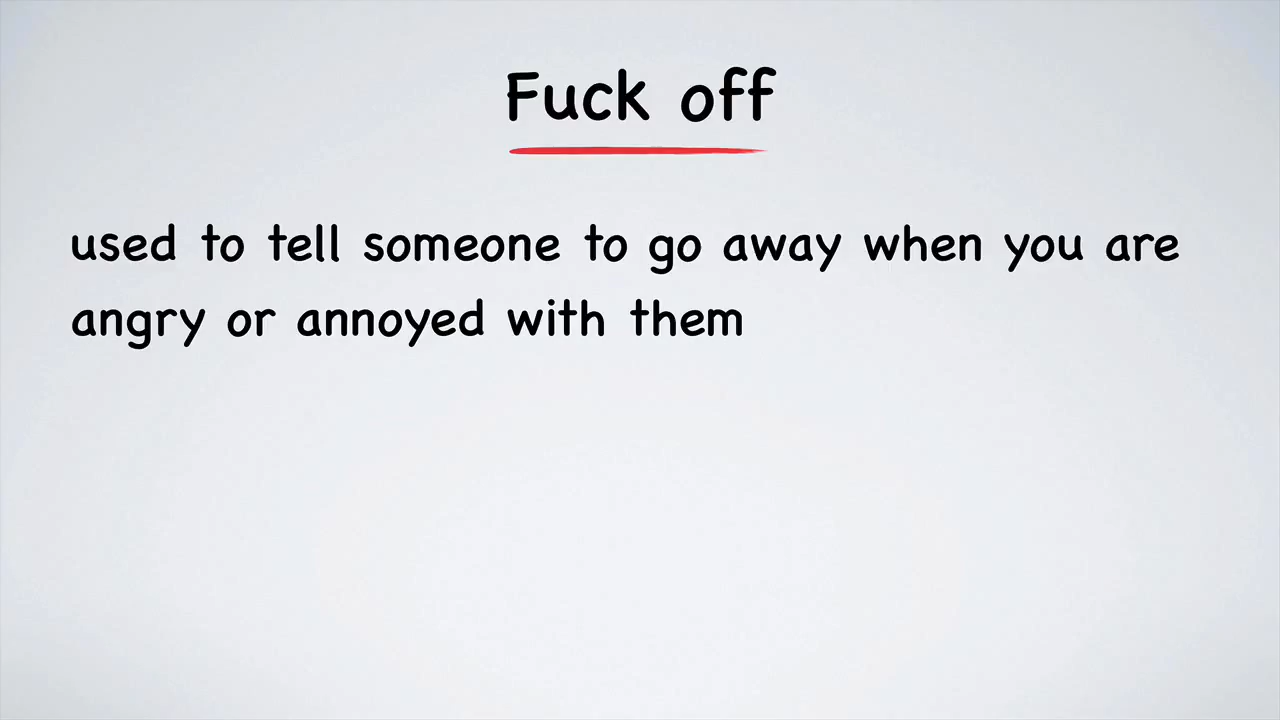 Fuck off
used to tell someone to go away when you are
angry or annoyed with them